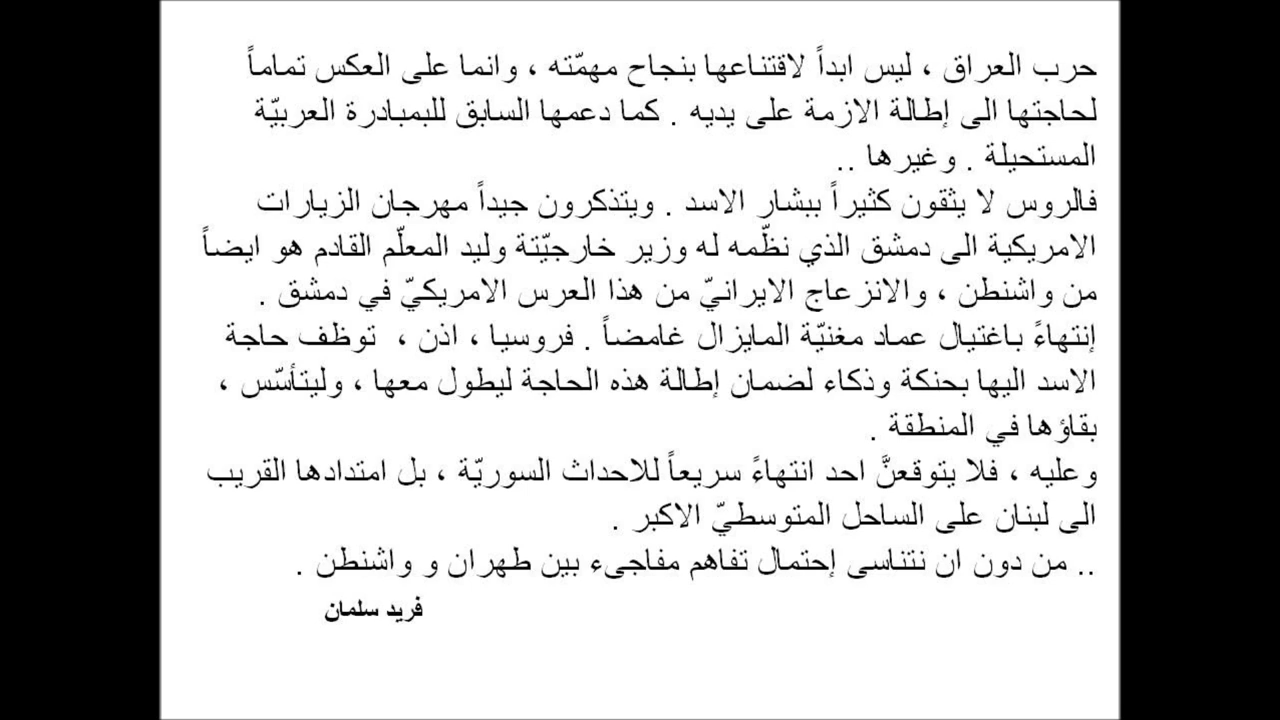 حرب العراق ، ليس ابداً لاقتناعها بنجاح مهمّته ، وانما على العكس تماماً
لحاجتها الى إطالة الازمة على يديه . كما دعمها السابق للبمبادرة العربيّة
المستحيلة . وغيرها ..
فالروس لا يثقون كثيراً ببشار الاسد . ويتذكرون جيداً مهرجان الزيارات
الامريكية الى دمشق الذي نظّمه له وزير خارجيّتة وليد المعلّم القادم هو ايضاً
من واشنطن ، والانزعاج الايرانيّ من هذا العرس الامريكيّ في دمشق .
إنتهاءً باغتيال عماد مغنيّة المايزال غامضاً . فروسيا ، اذن ، توظف حاجة
الاسد اليها بحنكة وذكاء لضمان إطالة هذه الحاجة ليطول معها ، وليتأسّس ،
بقاؤها في المنطقة .
وعليه ، فلا يتوقعنَّ احد انتهاءً سريعاً للاحداث السوريّة ، بل امتدادها القريب
الى لبنان على الساحل المتوسطيّ الاكبر .
.. من دون ان نتناسى إحتمال تفاهم مفاجىء بين طهران و واشنطن .
فريد سلمان